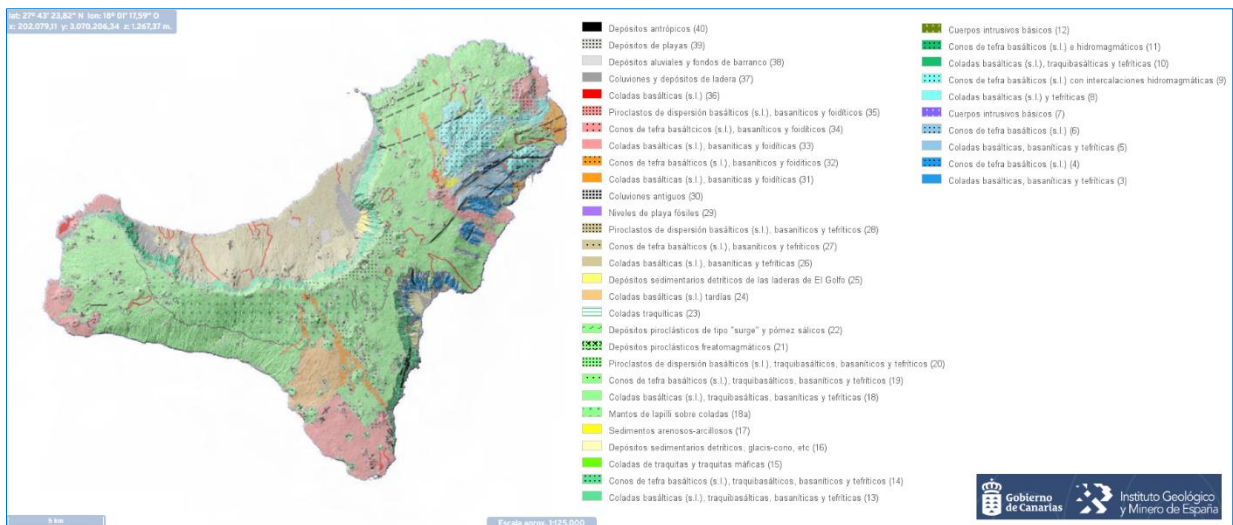 lat: 27º 43' 23,82" N lon: 18º 01' 17,59" O
x: 202.079,11 y: 3.070.206,34 z: 1.267,37 m.
Depósitos antrópicos (40)
Depósitos de playas (39)
Depósitos aluviales y fondos de barranco (38)
Coluviones y depósitos de ladera (37)
Coladas basálticas (s.l.) (36)
Piroclastos de dispersión basálticos (s.l.), basaníticos y foidíticos (35)
Conos de tefra basáltcicos (s.l.), basaníticos y foidíticos (34)
Coladas basálticas (s.l.), basaníticas y foidíticas (33)
Conos de tefra basálticos (s.l.), basaníticos y foidíticos (32)
Coladas basálticas (s.l.), basaníticas y foidíticas (31)
Coluviones antiguos (30)
Niveles de playa fósiles (29)
Piroclastos de dispersión basálticos (s.l.), basaníticos y tefríticos (28)
Conos de tefra basálticos (s.l.), basaníticos y tefríticos (27)
Coladas basálticas (s.l.), basaníticas y tefríticas (26)
Depósitos sedimentarios detríticos de las laderas de El Golfo (25)
Coladas basálticas (s.l.) tardías (24)
Coladas traquíticas (23)
Depósitos piroclásticos de tipo "surge" y pómez sálicos (22)
Depósitos piroclásticos freatomagmáticos (21)
Piroclastos de dispersión basálticos (s.l.), traquibasálticos, basaníticos y tefríticos (20)
Conos de tefra basálticos (s.l.), traquibasálticos, basaníticos y tefríticos (19)
Coladas basálticas (s.l.), traquibasálticas, basaníticas y tefríticas (18)
Mantos de lapilli sobre coladas (18a)
Sedimentos arenosos-arcillosos (17)
Depósitos sedimentarios detríticos, glacis-cono, etc (16)
Coladas de traquitas y traquitas máficas (15)
Conos de tefra basálticos (s.l.), traquibasálticos, basaníticos y tefríticos (14)
Coladas basálticas (s.l.), traquibasálticas, basaníticas y tefríticas (13)
Cuerpos intrusivos básicos (12)
Conos de tefra basálticos (s.l.) e hidromagmáticos (11)
Coladas basálticas (s.l.), traquibasálticas y tefríticas (10)
Conos de tefra basálticos (s.l.) con intercalaciones hidromagmáticas (9)
Coladas basálticas (s.l.) y tefríticas (8)
Cuerpos intrusivos básicos (7)
Conos de tefra basálticos (s.l.) (6)
Coladas basálticas, basaníticas y tefríticas (5)
Conos de tefra basálticos (s.l.) (4)
Coladas basálticas, basaníticas y tefríticas (3)
5 km
Escala aprox. 1:125.000
Gobierno
de Canarias
Instituto Geológico
y Minero de España